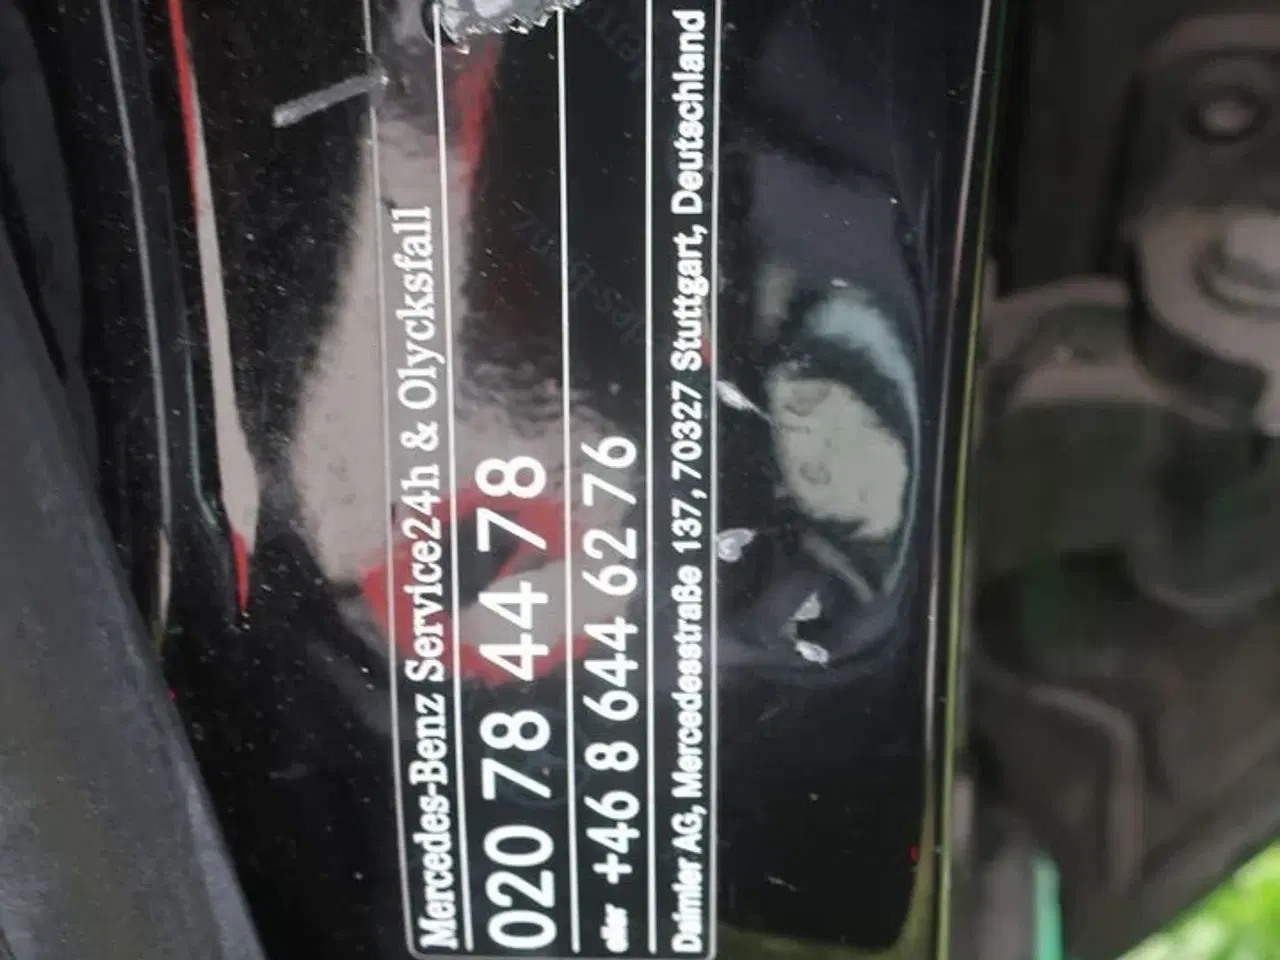 Mercedes-Benz Service24h & Olycksfall
020 78 44 78
eller +46 8 644 62 76
Daimler AG, Mercedesstraße 137, 70327 Stuttgart, Deutschland